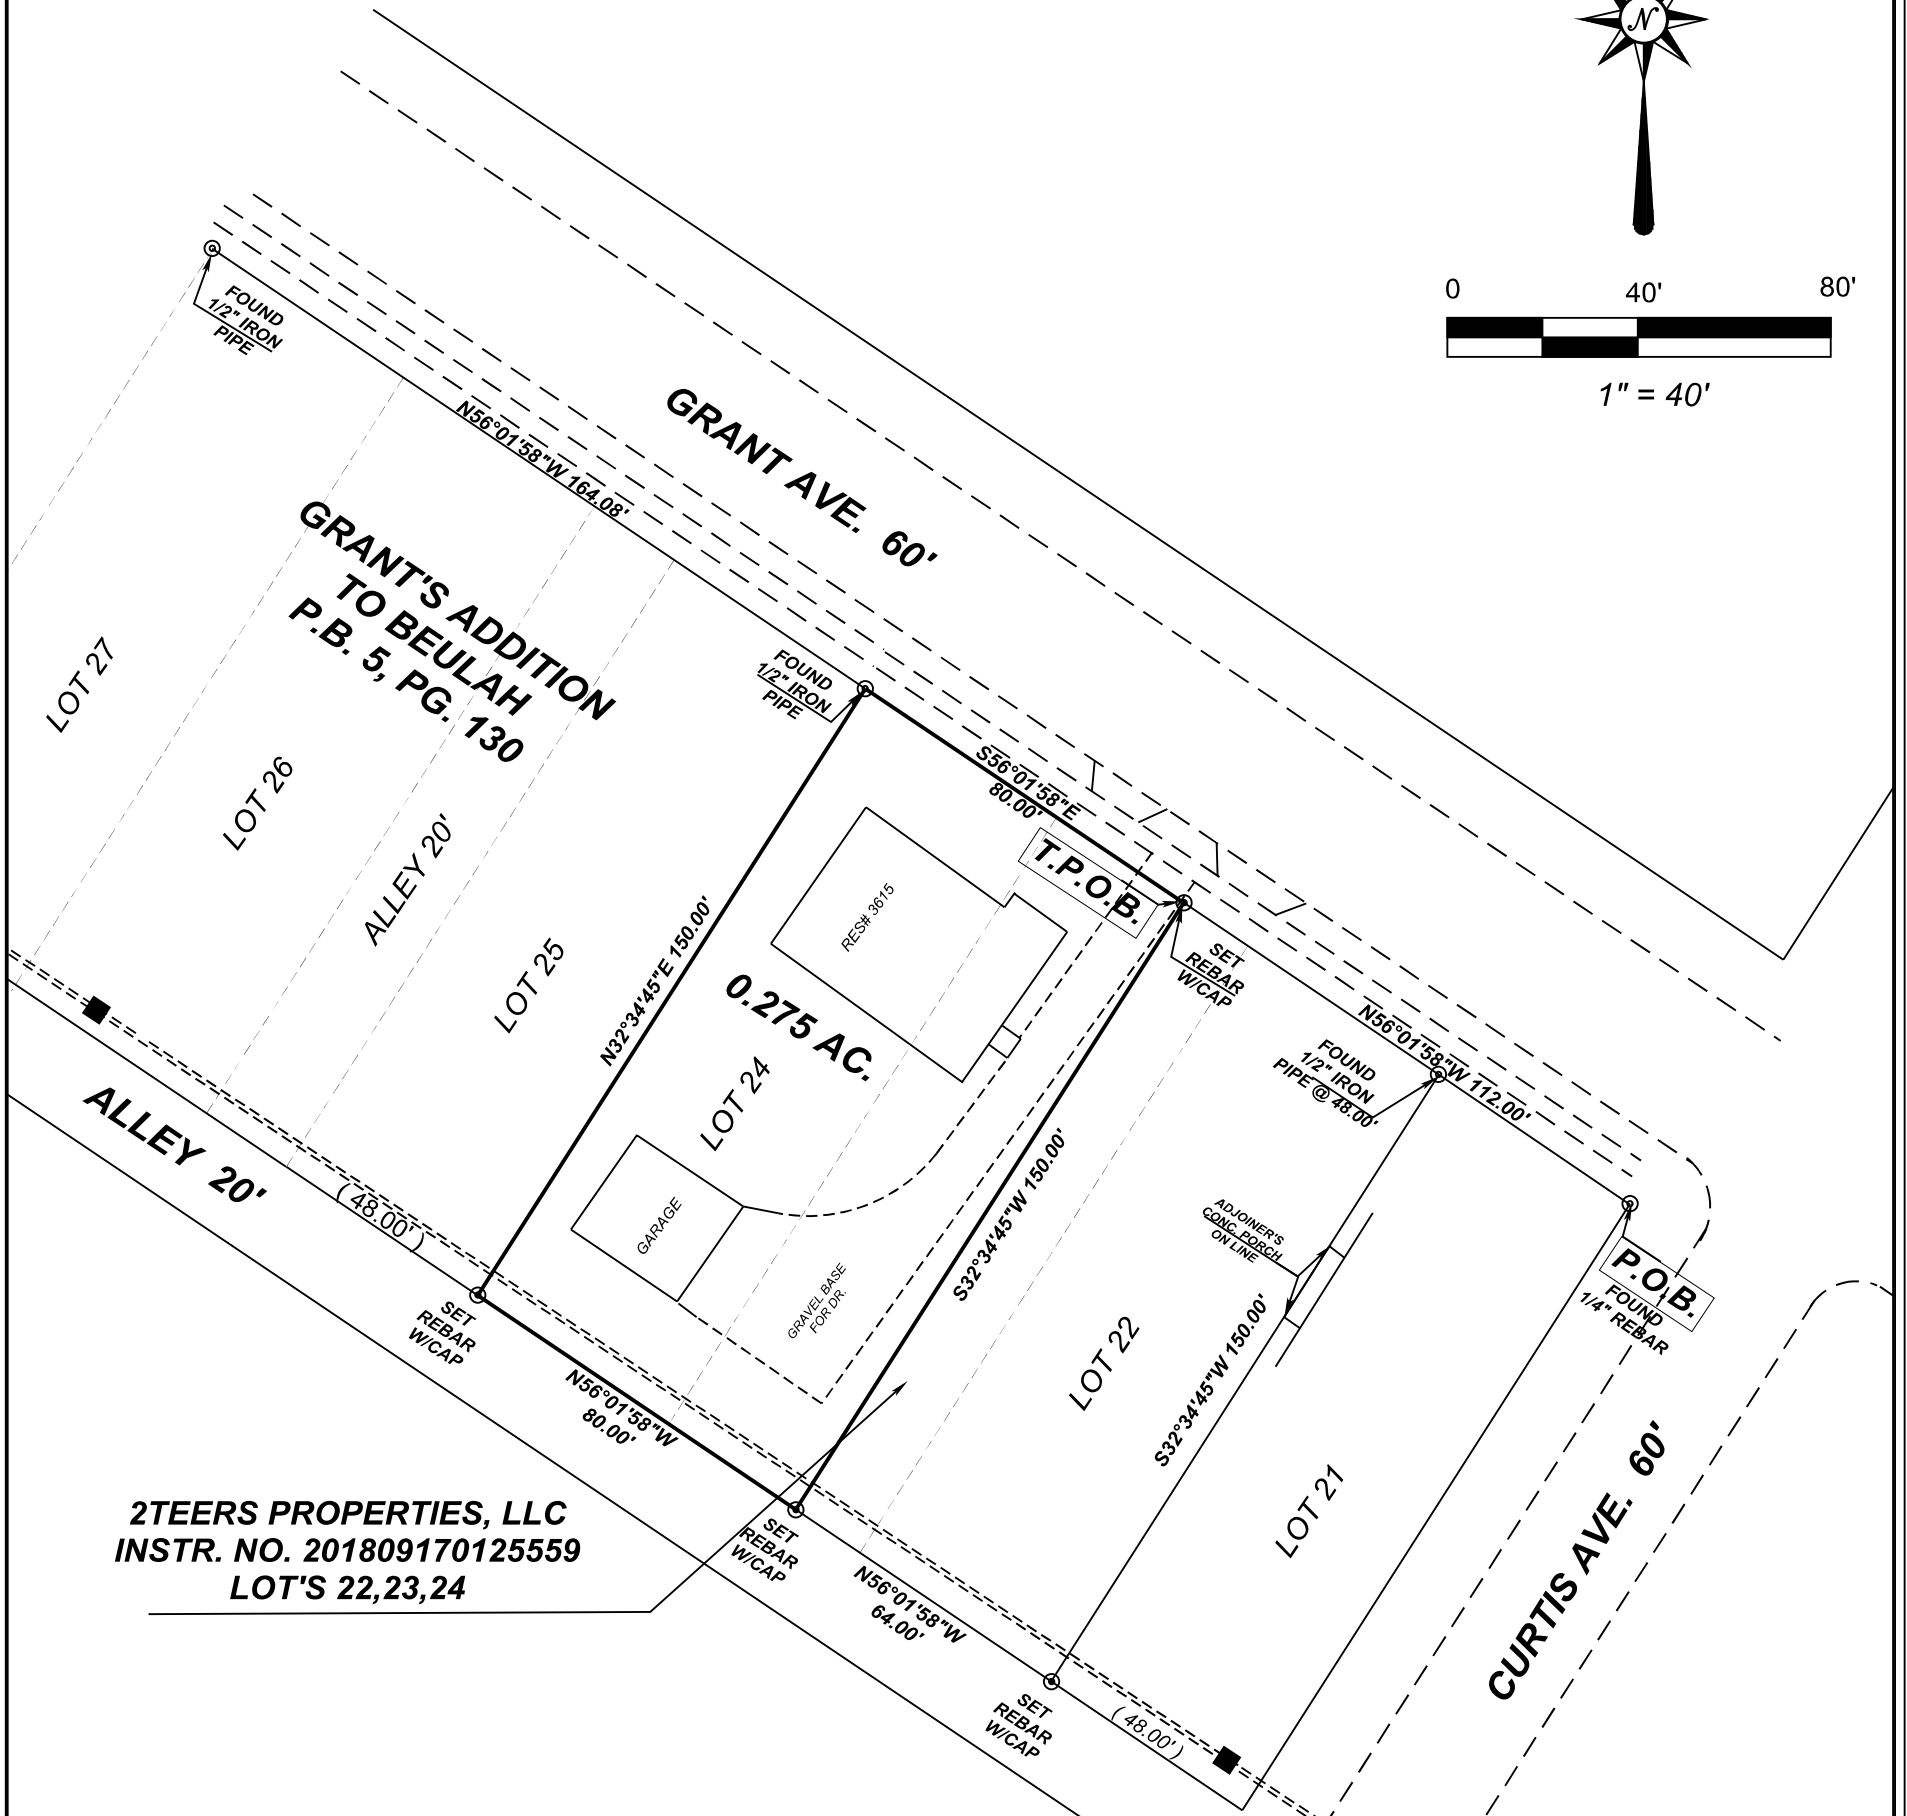 N
0 40' 80'
1" = 40'
FOUND
1/2" IRON
PIPE
N56°01'58"W 164.08'
GRANT AVE. 60'
GRANT'S ADDITION
TO BEULAH
P.B. 5, PG. 130
LOT 27
LOT 26
ALLEY 20'
LOT 25
FOUND
1/2" IRON
PIPE
S56°01'58"E
80.00'
T.P.O.B.
RES# 3615
N32°34'45"E 150.00'
0.275 AC.
LOT 24
SET
REBAR
W/CAP
N56°01'58"W 112.00'
FOUND
1/2" IRON
PIPE @ 48.00'
ALLEY 20'
(48.00')
GARAGE
GRAVEL BASE
FOR DR.
S32°34'45"W 150.00'
ADJOINER'S
CONC. PORCH
ON LINE
P.O.B.
FOUND
1/4" REBAR
SET
REBAR
W/CAP
N56°01'58"W
80.00'
LOT 22
S32°34'45"W 150.00'
LOT 21
CURTIS AVE. 60'
2TEERS PROPERTIES, LLC
INSTR. NO. 201809170125559
LOT'S 22,23,24
SET
REBAR
W/CAP
N56°01'58"W
64.00'
SET
REBAR
W/CAP
(48.00')